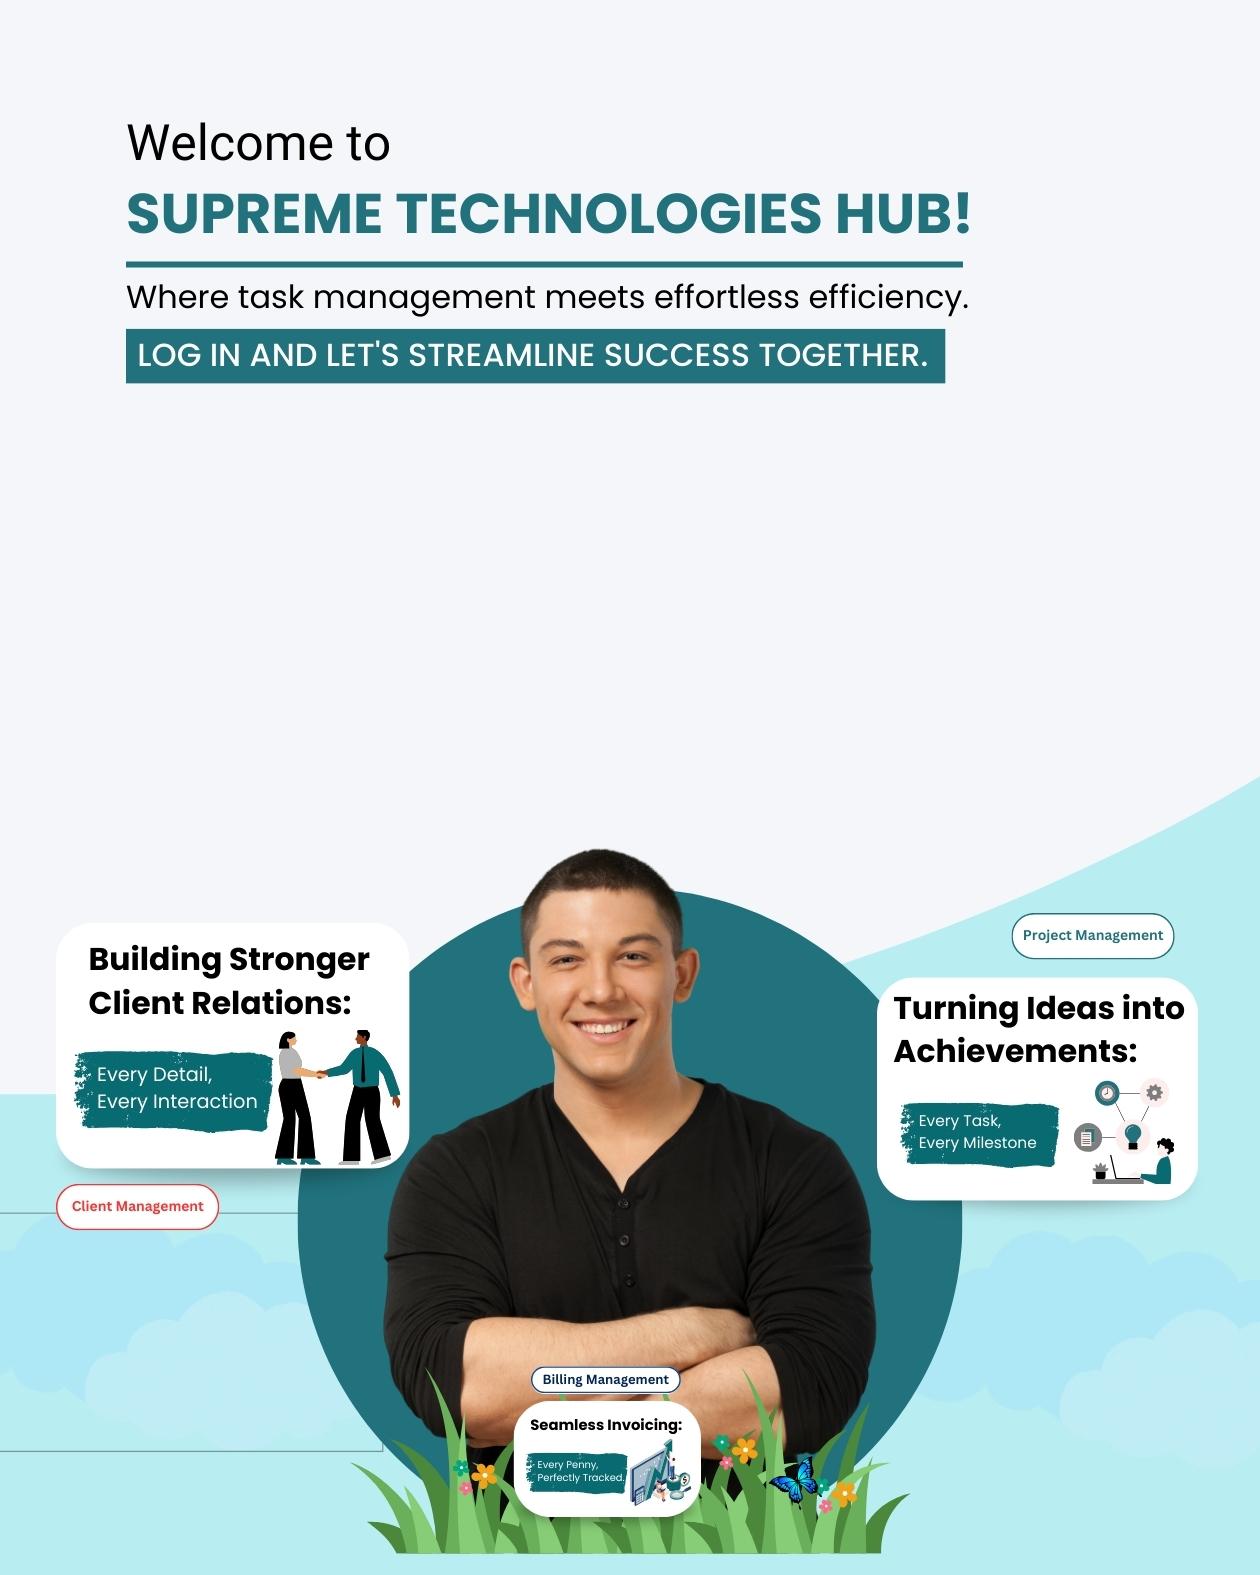 Welcome to
SUPREME TECHNOLOGIES HUB!
Where task management meets effortless efficiency.
LOG IN AND LET'S STREAMLINE SUCCESS TOGETHER.
Building Stronger
Client Relations:
Every Detail,
Every Interaction
Client Management
Project Management
Turning Ideas into
Achievements:
Every Task,
Every Milestone
Billing Management
Seamless Invoicing:
Every Penny,
Perfectly Tracked.